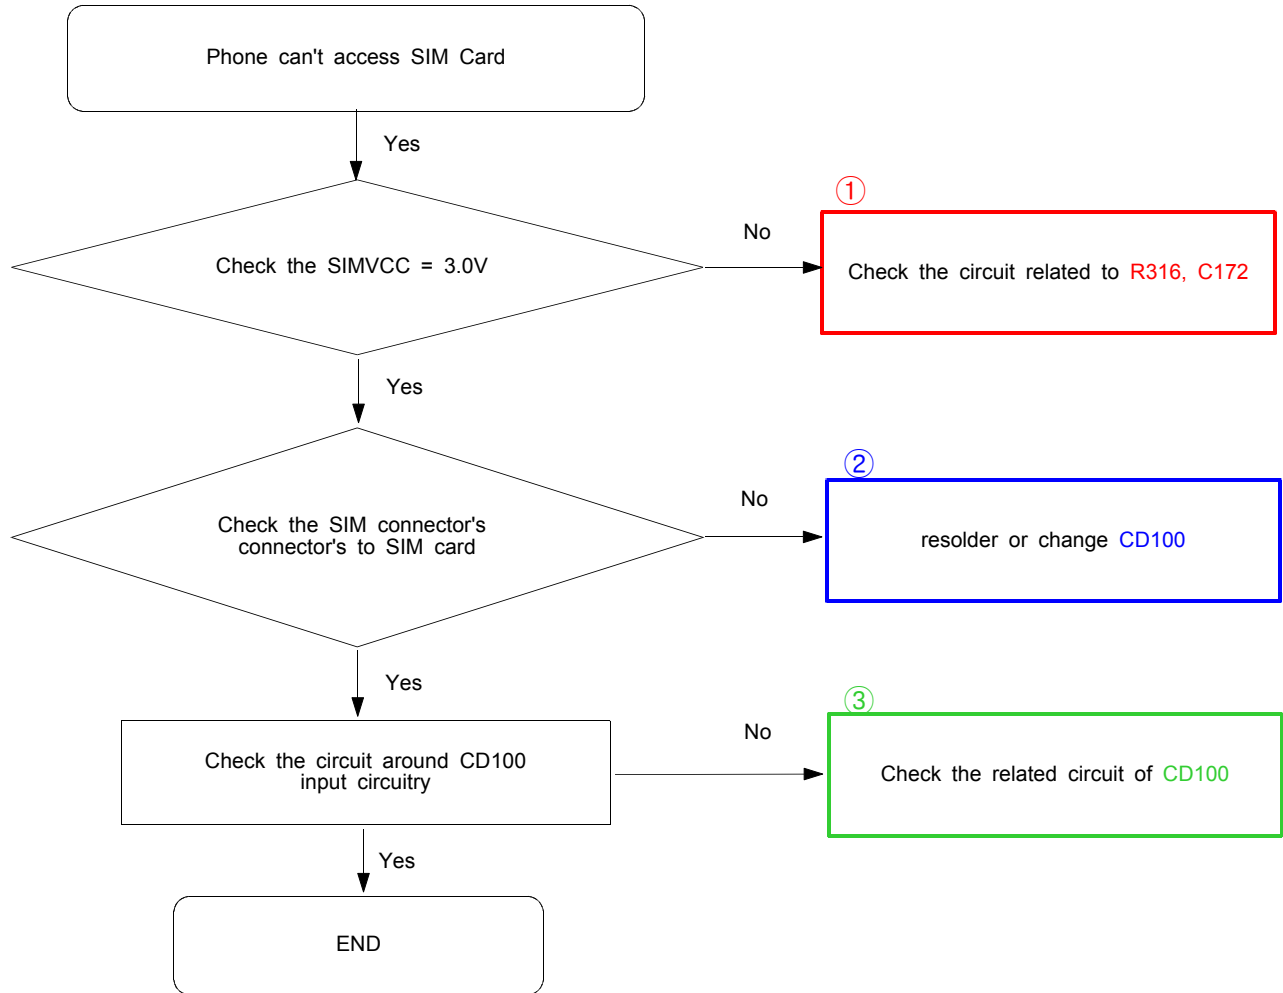 Phone can't access SIM Card
Yes
①
No
Check the SIMVCC = 3.0V
Check the circuit related to R316, C172
Yes
②
No
Check the SIM connector's
connector's to SIM card
resolder or change CD100
Yes
③
No
Check the circuit around CD100
input circuitry
Check the related circuit of CD100
Yes
END